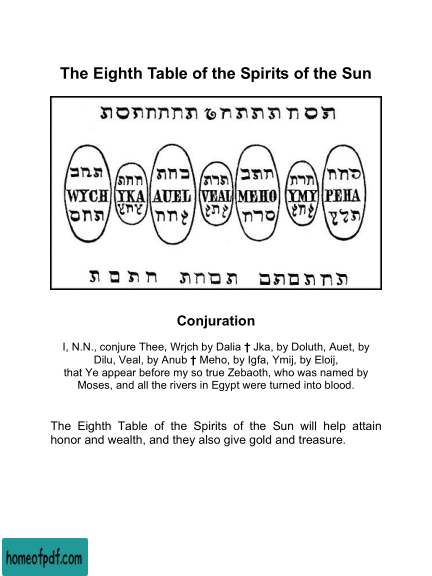 The Eighth Table of the Spirits of the Sun
WYCH YKA AUEL VEAL MEHO YMY PEHA
Conjuration
I, N.N., conjure Thee, Wrjch by Dalia ✝ Jka, by Doluth, Auet, by
Dilu, Veal, by Anub ✝ Meho, by Igfa, Ymij, by Eloij,
that Ye appear before my so true Zebaoth, who was named by
Moses, and all the rivers in Egypt were turned into blood.
The Eighth Table of the Spirits of the Sun will help attain
honor and wealth, and they also give gold and treasure.
homeofpdf.com